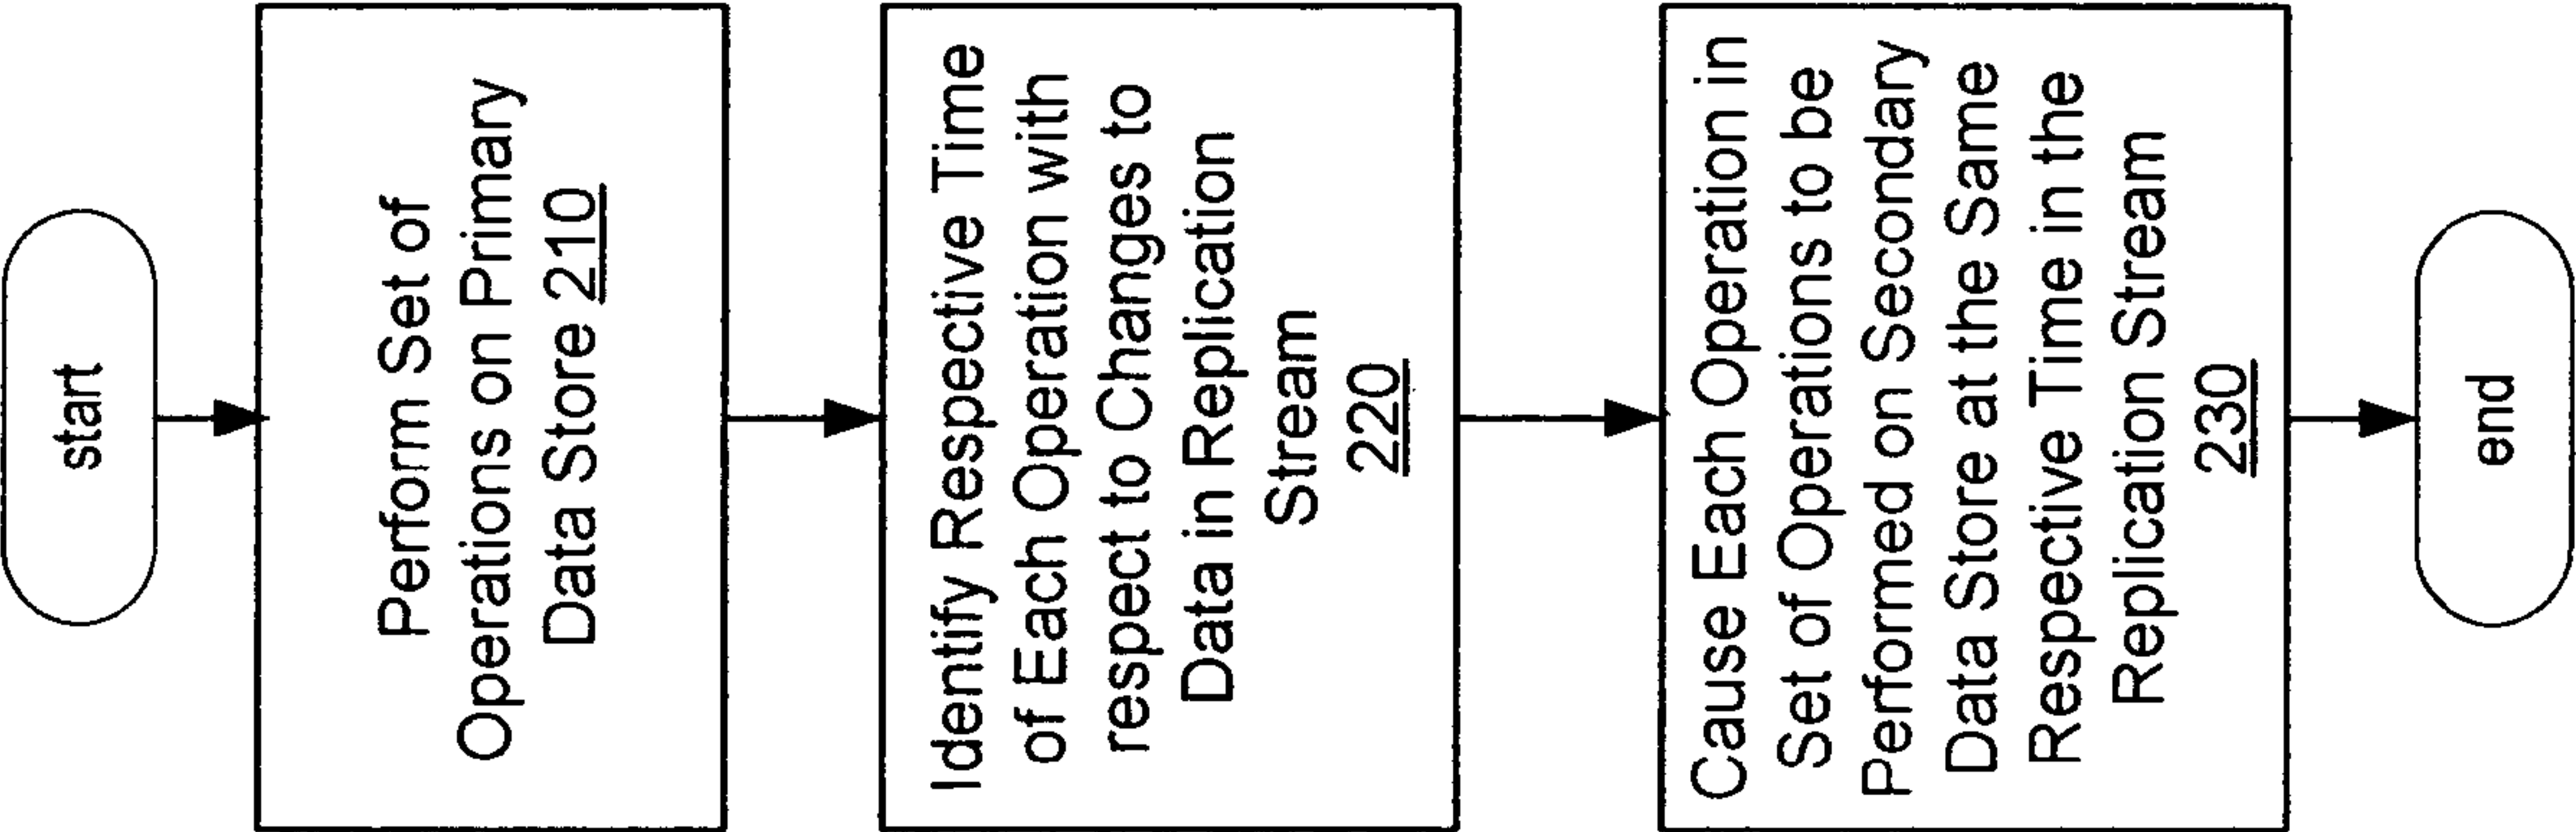 start
Perform Set of
Operations on Primary
Data Store 210
Identify Respective Time
of Each Operation with
respect to Changes to
Data in Replication
Stream
220
Cause Each Operation in
Set of Operations to be
Performed on Secondary
Data Store at the Same
Respective Time in the
Replication Stream
230
end